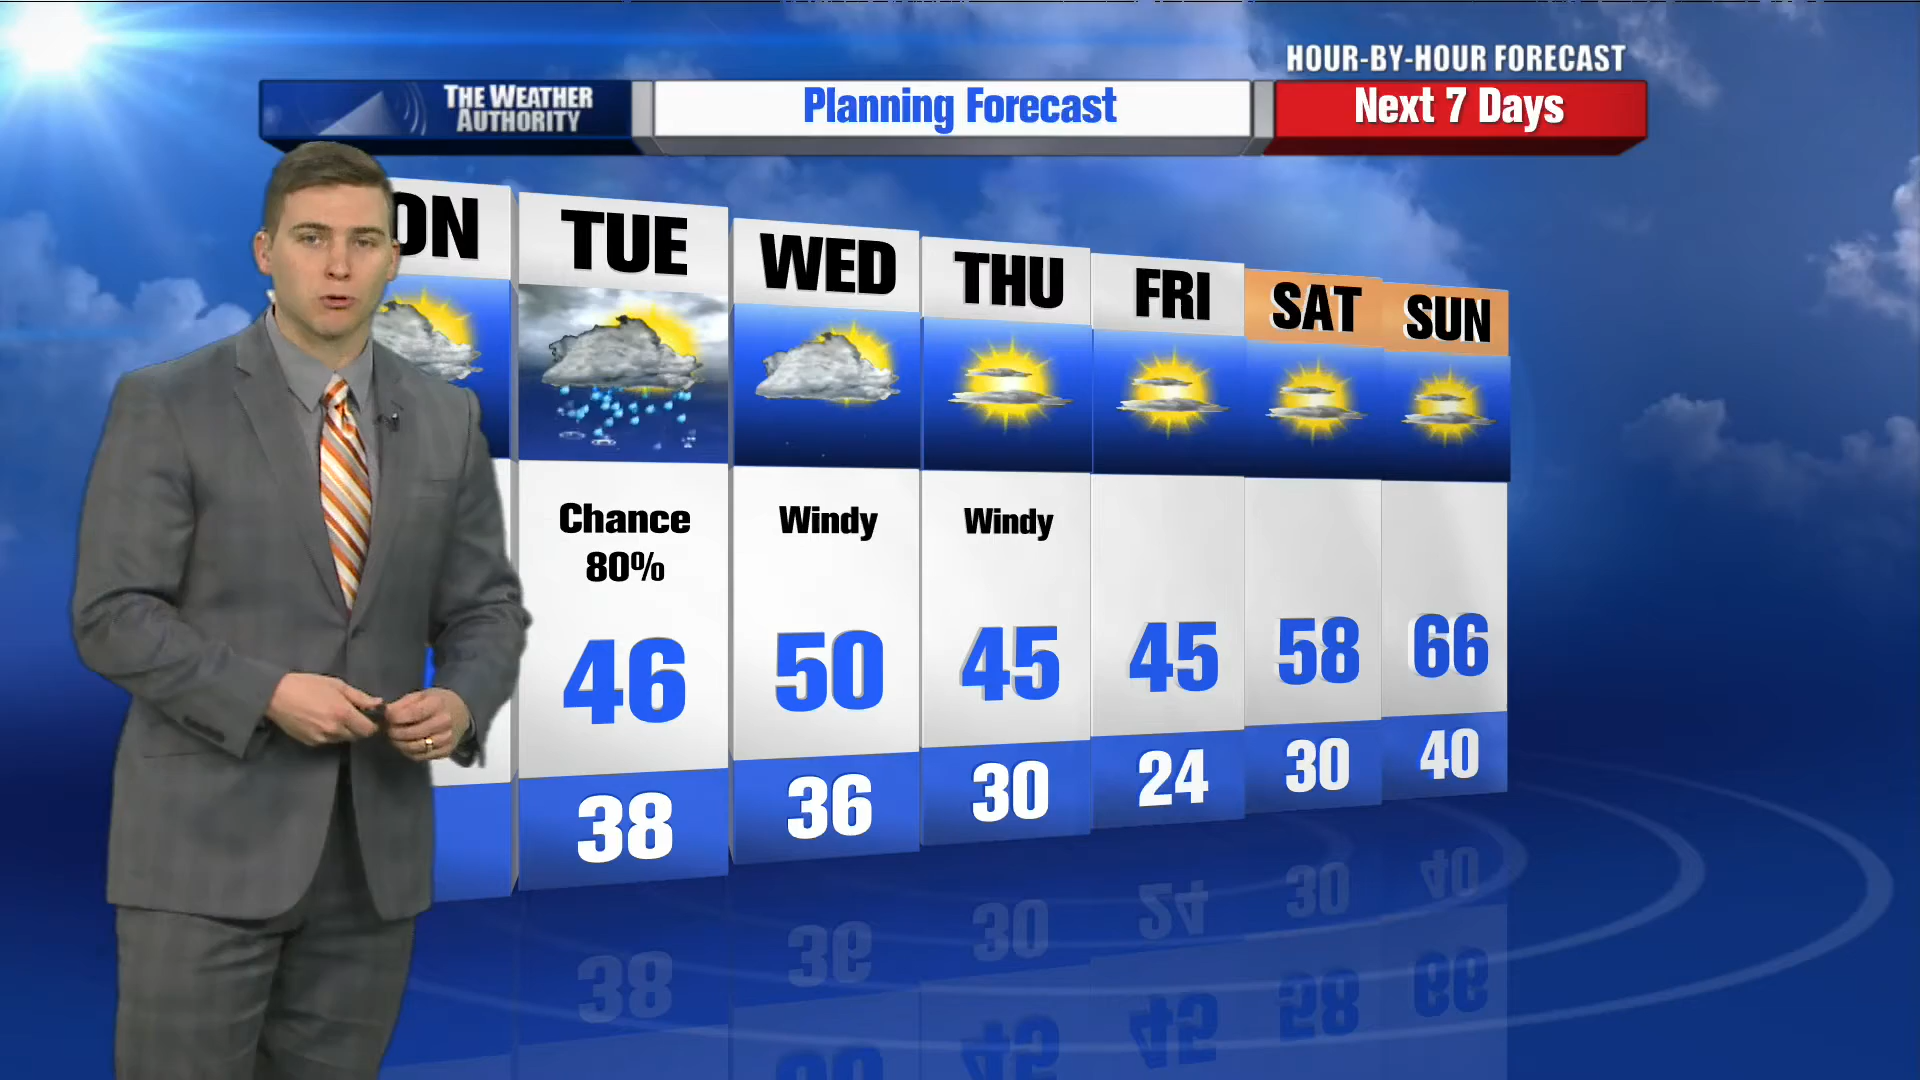 HOUR-BY-HOUR FORECAST
THE WEATHER
AUTHORITY
Planning Forecast
Next 7 Days
ON
TUE
WED
THU
FRI
SAT
SUN
Chance
80%
Windy
Windy
46
50
45
45
58
66
38
36
30
24
30
40